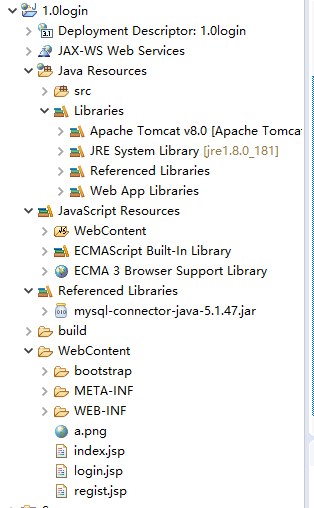 1.0login
Deployment Descriptor: 1.0login
JAX-WS Web Services
Java Resources
src
Libraries
Apache Tomcat v8.0 [Apache Tomca
JRE System Library [jre1.8.0_181]
Referenced Libraries
Web App Libraries
JavaScript Resources
WebContent
ECMAScript Built-In Library
ECMA 3 Browser Support Library
Referenced Libraries
mysql-connector-java-5.1.47.jar
build
WebContent
bootstrap
META-INF
WEB-INF
a.png
index.jsp
login.jsp
regist.jsp